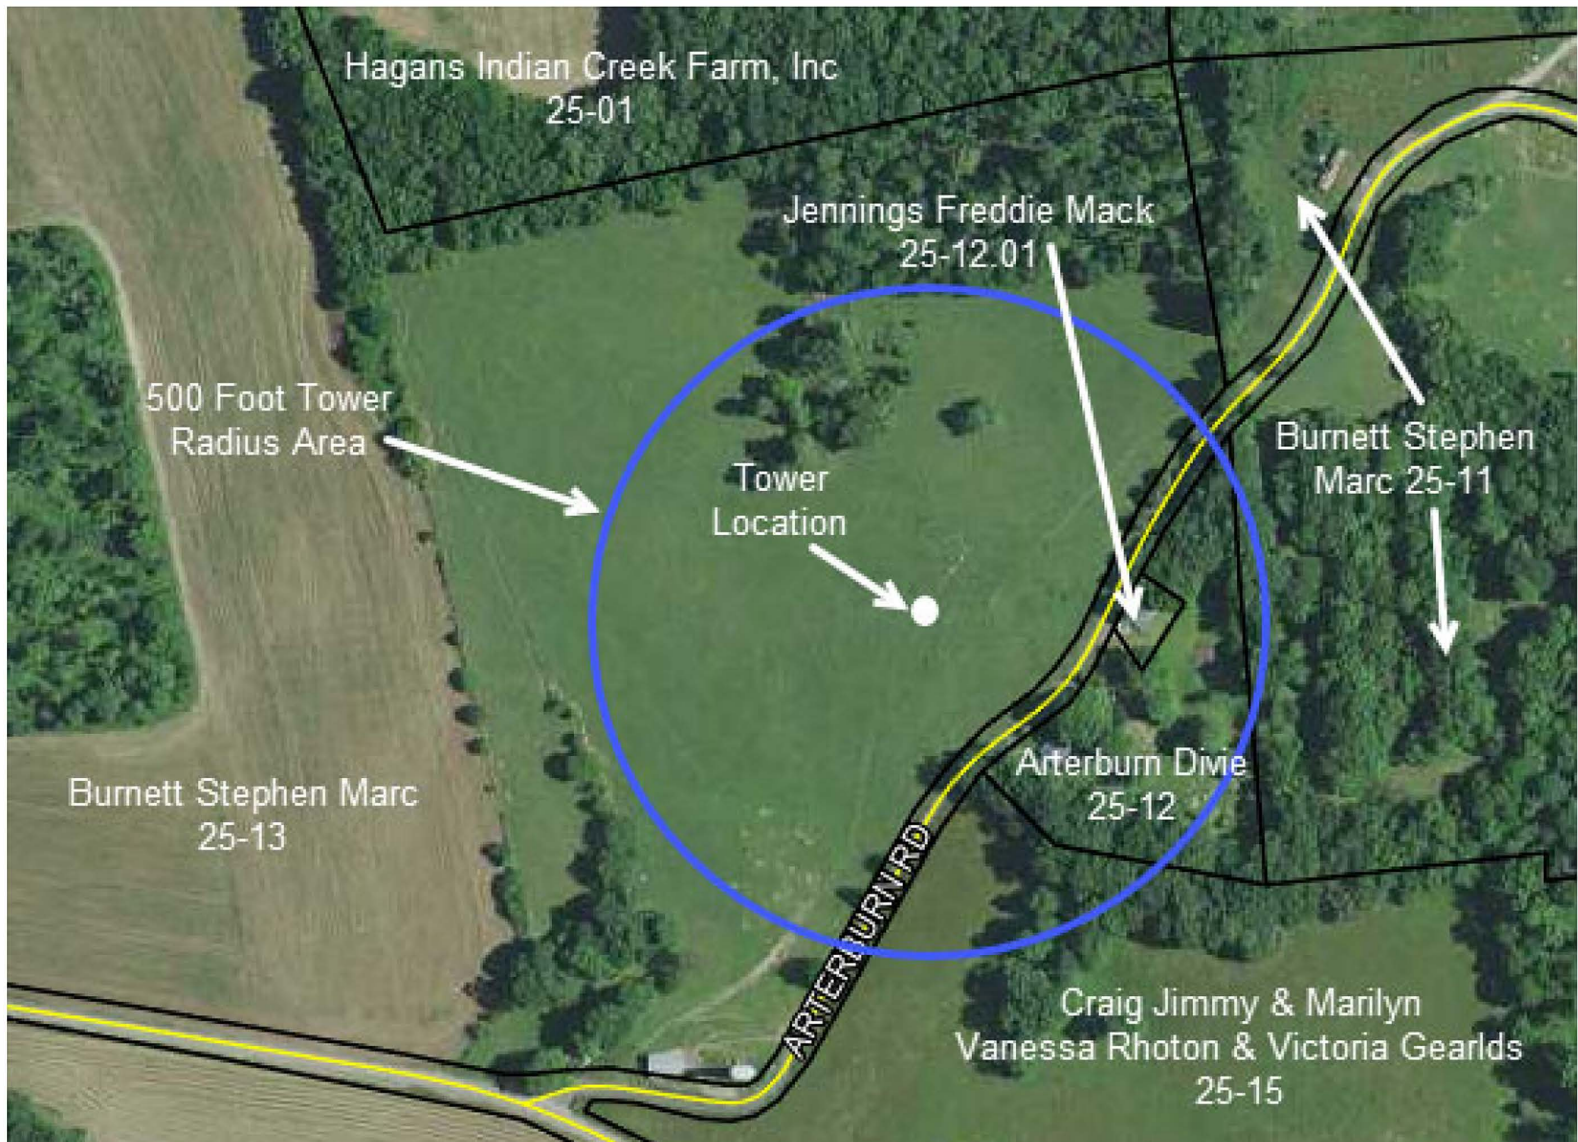 Hagans Indian Creek Farm, Inc
25-01
Jennings Freddie Mack
25-12.01
500 Foot Tower
Radius Area
Tower
Location
Burnett Stephen
Marc 25-11
Burnett Stephen Marc
25-13
Arterburn Divie
25-12
ARTERBURN RD
Craig Jimmy & Marilyn
Vanessa Rhoton & Victoria Gearlds
25-15